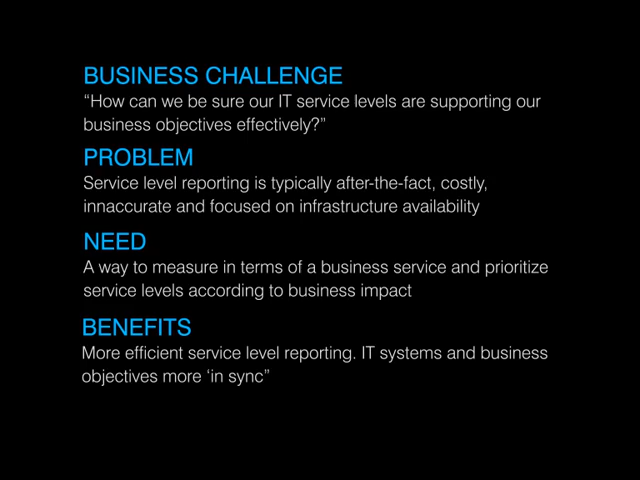 BUSINESS CHALLENGE
“How can we be sure our IT service levels are supporting our
business objectives effectively?”
PROBLEM
Service level reporting is typically after-the-fact, costly,
innaccurate and focused on infrastructure availability
NEED
A way to measure in terms of a business service and prioritize
service levels according to business impact
BENEFITS
More efficient service level reporting. IT systems and business
objectives more ‘in sync”